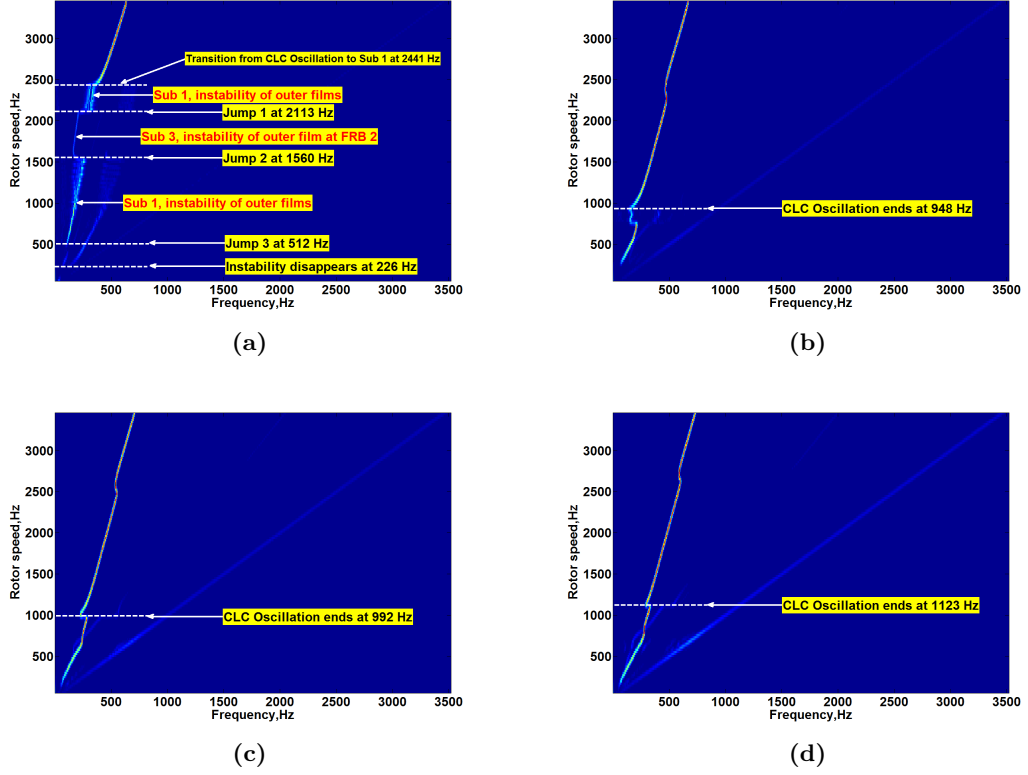 3000
2500
2000
1500
1000
500
Rotor speed,Hz
Transition from CLC Oscillation to Sub 1 at 2441 Hz
Sub 1, instability of outer films
Jump 1 at 2113 Hz
Sub 3, instability of outer film at FRB 2
Jump 2 at 1560 Hz
Sub 1, instability of outer films
Jump 3 at 512 Hz
Instability disappears at 226 Hz
500 1000 1500 2000 2500 3000 3500
Frequency,Hz
(a)
3000
2500
2000
1500
1000
500
Rotor speed,Hz
CLC Oscillation ends at 948 Hz
500 1000 1500 2000 2500 3000 3500
Frequency,Hz
(b)
3000
2500
2000
1500
1000
500
Rotor speed,Hz
CLC Oscillation ends at 992 Hz
500 1000 1500 2000 2500 3000 3500
Frequency,Hz
(c)
3000
2500
2000
1500
1000
500
Rotor speed,Hz
CLC Oscillation ends at 1123 Hz
500 1000 1500 2000 2500 3000 3500
Frequency,Hz
(d)